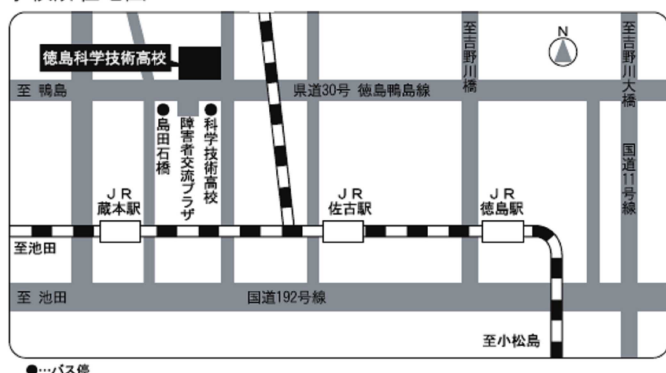 徳島科学技術高校
至 鴨島
県道30号 徳島鴨島線
至吉野川橋
至吉野川大橋
国道11号線
N
島田石橋
障害者交流プラザ
科学技術高校
JR
蔵本駅
JR
佐古駅
JR
徳島駅
至池田
至 池田
国道192号線
至小松島
●…バス停